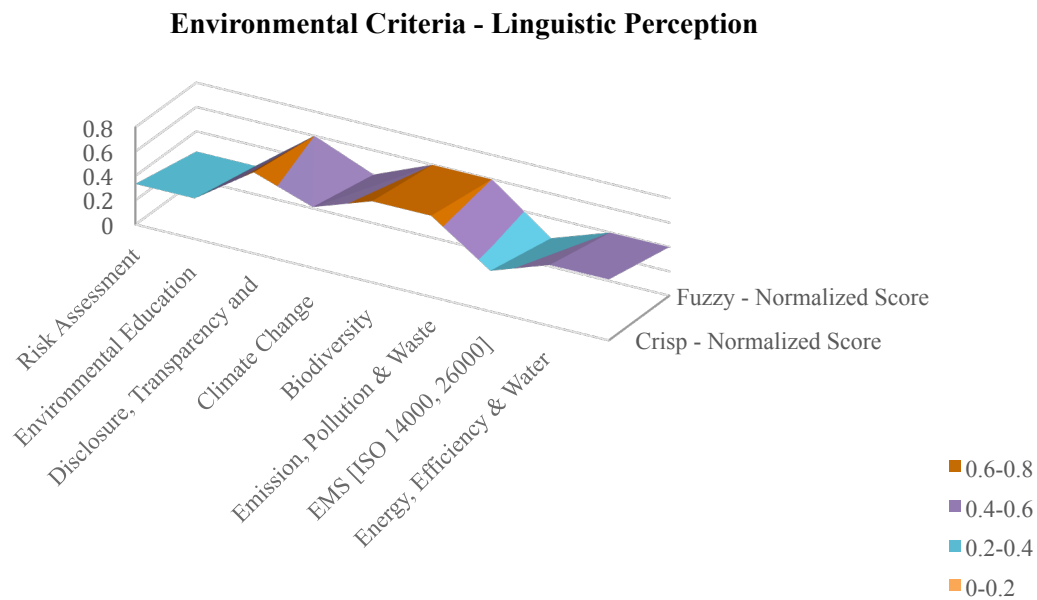 Environmental Criteria - Linguistic Perception
0.8
0.6
0.4
0.2
0
Risk Assessment
Environmental Education
Disclosure, Transparency and
Climate Change
Biodiversity
Emission, Pollution & Waste
EMS [ISO 14000, 26000]
Energy, Efficiency & Water
Fuzzy - Normalized Score
Crisp - Normalized Score
0.6-0.8
0.4-0.6
0.2-0.4
0-0.2